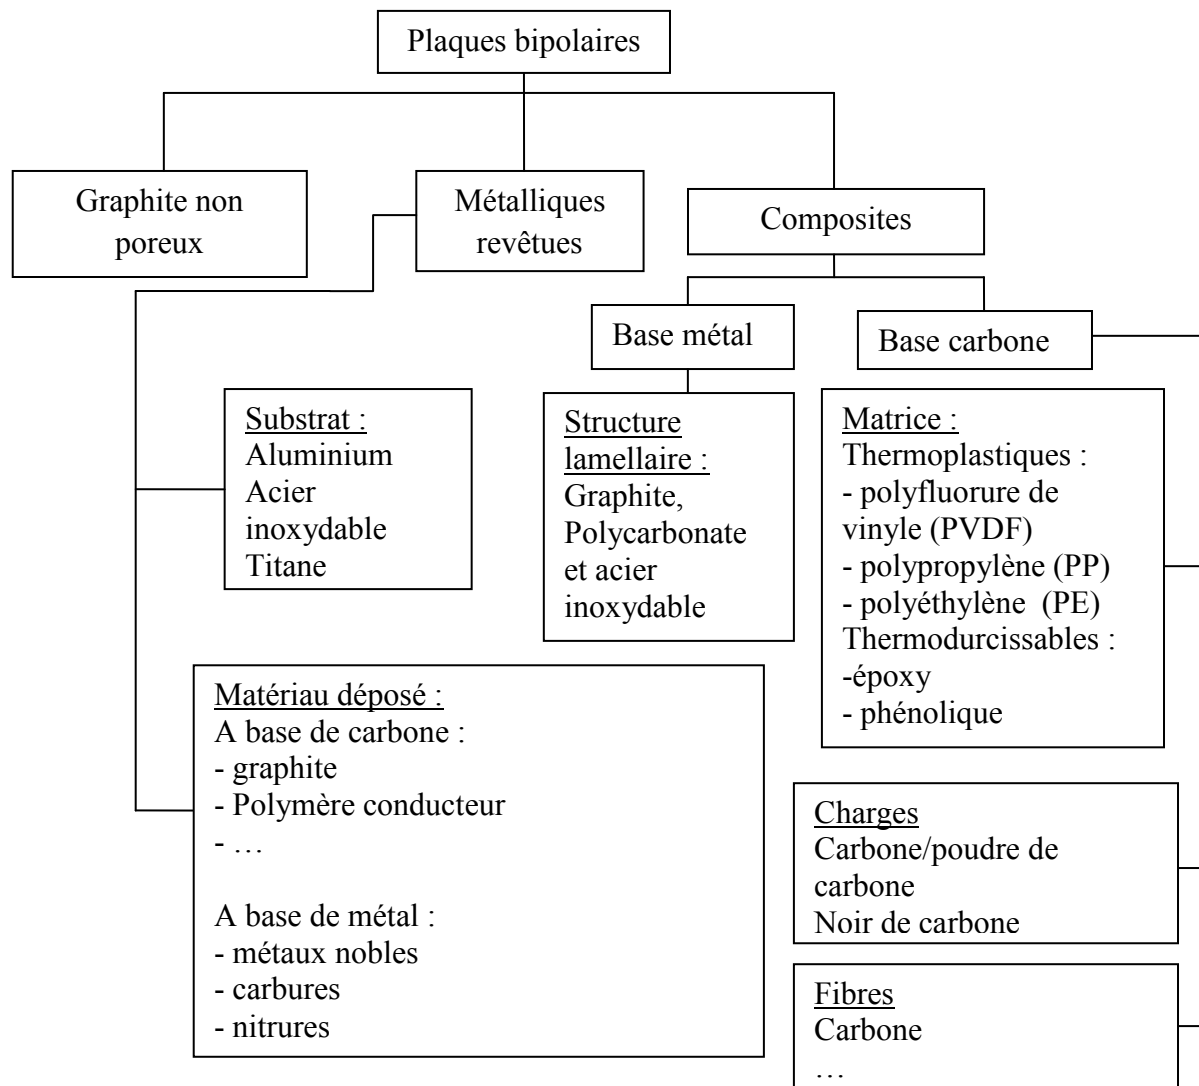 Plaques bipolaires
Graphite non
poreux
Métalliques
revêtues
Composites
Base métal
Base carbone
Substrat :
Aluminium
Acier
inoxydable
Titane
Structure
lamellaire :
Graphite,
Polycarbonate
et acier
inoxydable
Matrice :
Thermoplastiques :
- polyfluorure de
vinyle (PVDF)
- polypropylène (PP)
- polyéthylène  (PE)
Thermodurcissables :
-époxy
- phénolique
Matériau déposé :
A base de carbone :
- graphite
- Polymère conducteur
- …
A base de métal :
- métaux nobles
- carbures
- nitrures
Charges
Carbone/poudre de
carbone
Noir de carbone
Fibres
Carbone
…